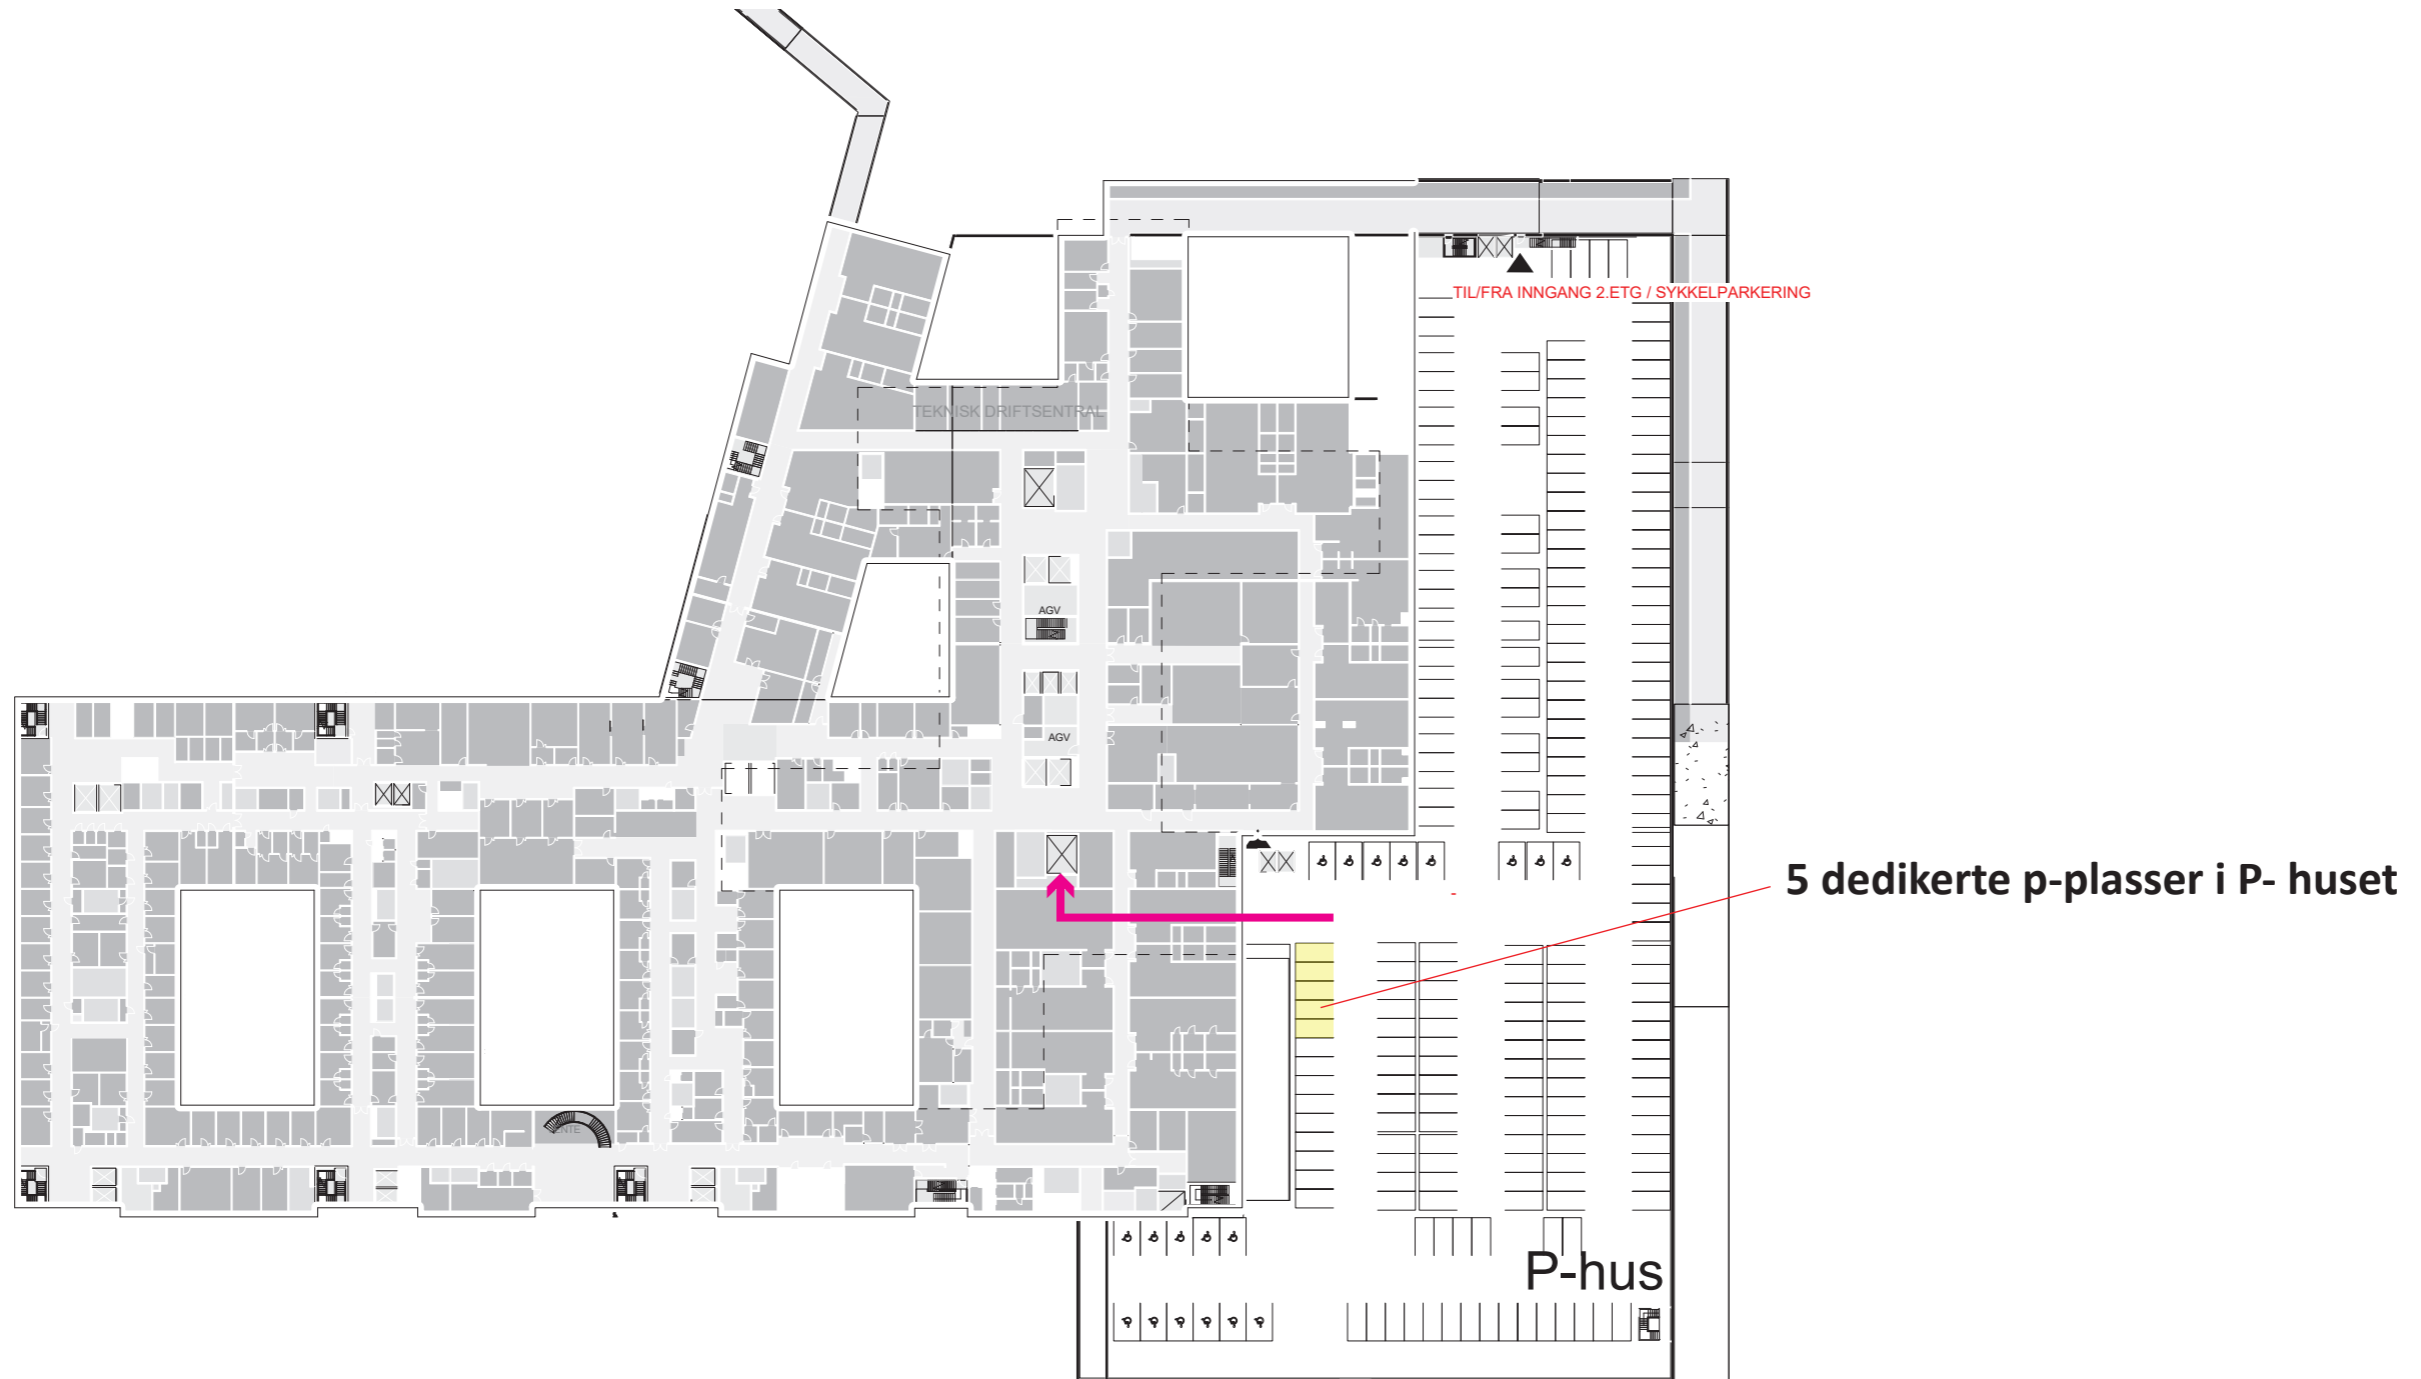 TIL/FRA INNGANG 2.ETG / SYKKELPARKERING
TEKNISK DRIFTSENTRAL
AGV
AGV
5 dedikerte p-plasser i P- huset
P-hus